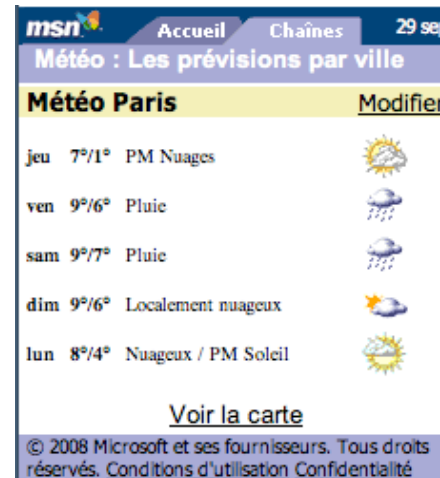 msn Accueil Chaînes 29 sep
Météo : Les prévisions par ville
Météo Paris Modifier
jeu 7°/1° PM Nuages
ven 9°/6° Pluie
sam 9°/7° Pluie
dim 9°/6° Localement nuageux
lun 8°/4° Nuageux / PM Soleil
Voir la carte
© 2008 Microsoft et ses fournisseurs. Tous droits
réservés. Conditions d'utilisation Confidentialité